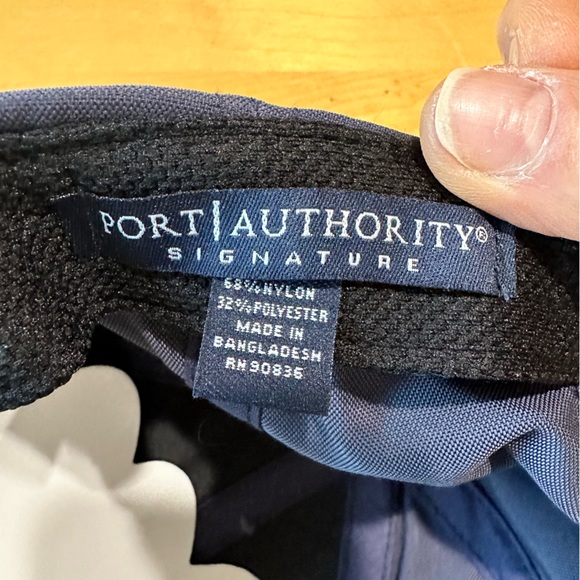 PORT AUTHORITY®
SIGNATURE
68% NYLON
32% POLYESTER
MADE IN
BANGLADESH
RN 90836